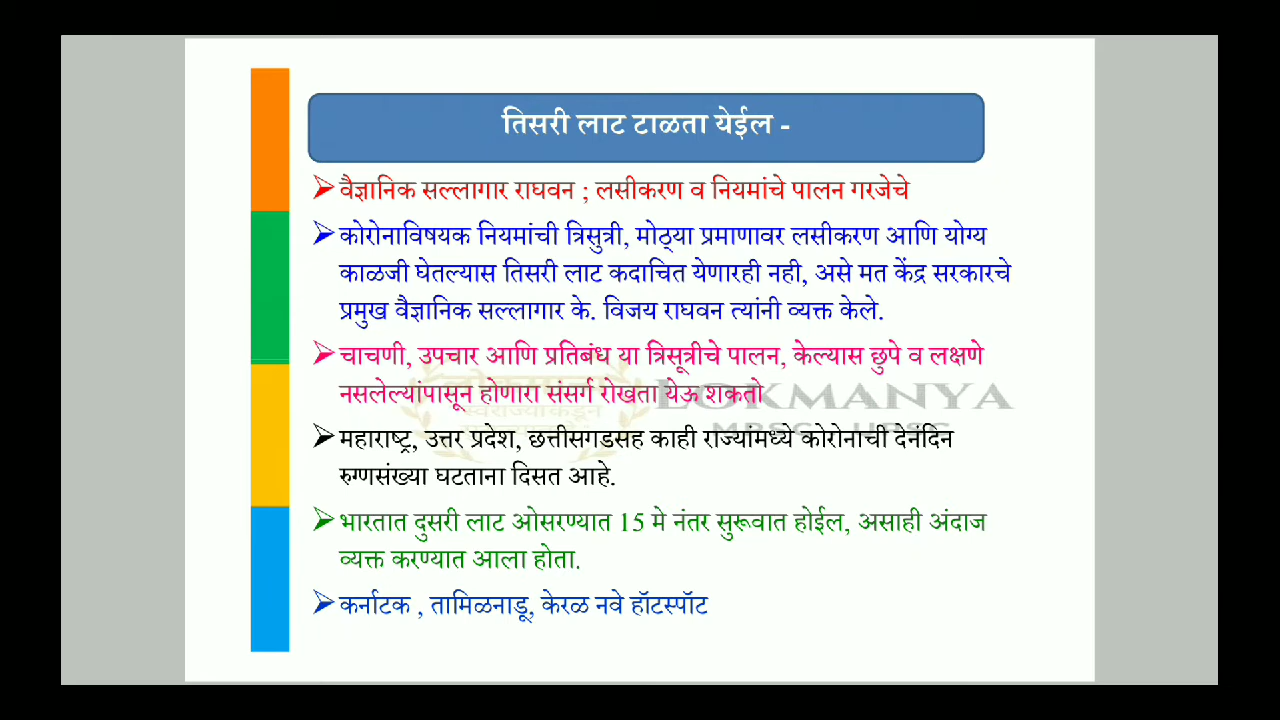 तिसरी लाट टाळता येईल -
वैज्ञानिक सल्लागार राघवन ; लसीकरण व नियमांचे पालन गरजेचे
कोरोनाविषयक नियमांची त्रिसुत्री, मोठ्या प्रमाणावर लसीकरण आणि योग्य
काळजी घेतल्यास तिसरी लाट कदाचित येणारही नही, असे मत केंद्र सरकारचे
प्रमुख वैज्ञानिक सल्लागार के. विजय राघवन त्यांनी व्यक्त केले.
चाचणी, उपचार आणि प्रतिबंध या त्रिसूत्रीचे पालन, केल्यास छुपे व लक्षणे
नसलेल्यांपासून होणारा संसर्ग रोखता येऊ शकतो
LOKMANYA
MPSC UPSC
महाराष्ट्र, उत्तर प्रदेश, छत्तीसगडसह काही राज्यांमध्ये कोरोनाची देनंदिन
रुग्णसंख्या घटताना दिसत आहे.
भारतात दुसरी लाट ओसरण्यात 15 मे नंतर सुरूवात होईल, असाही अंदाज
व्यक्त करण्यात आला होता.
कर्नाटक , तामिळनाडू, केरळ नवे हॉटस्पॉट